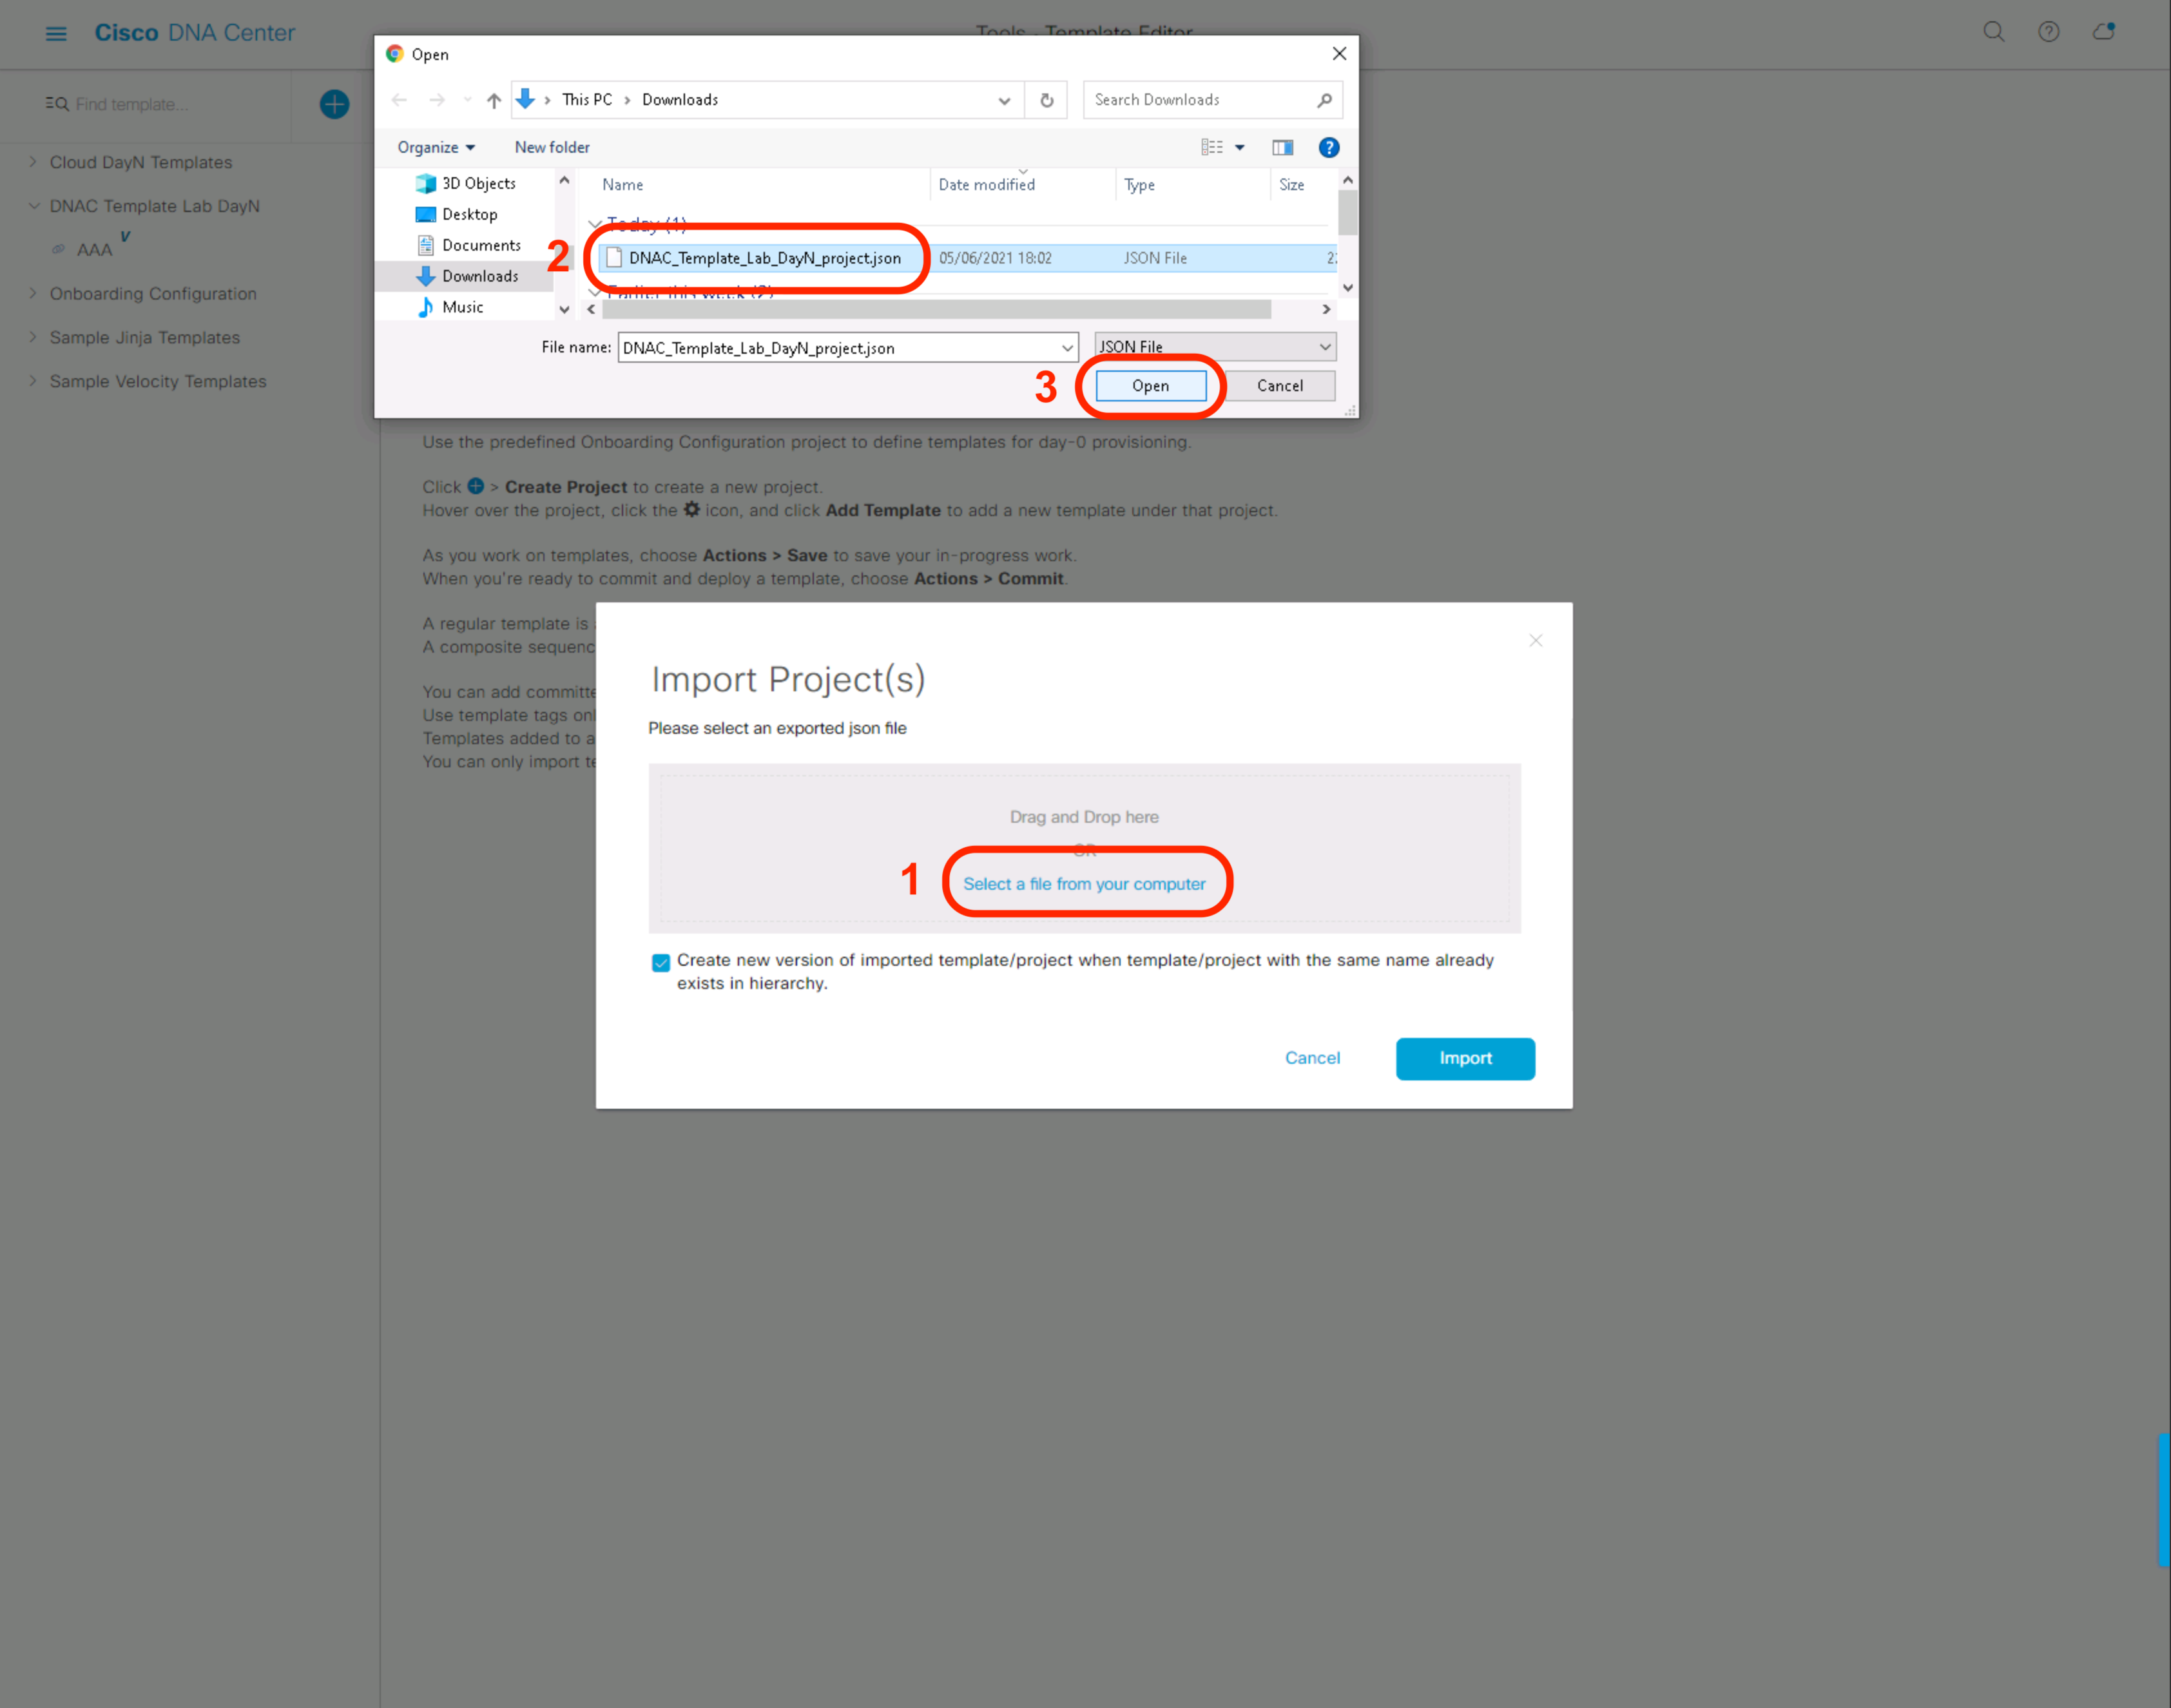 Cisco DNA Center
Tools - Template Editor
Find template...
Cloud DayN Templates
DNAC Template Lab DayN
AAA V
Onboarding Configuration
Sample Jinja Templates
Sample Velocity Templates
Open
This PC > Downloads
Search Downloads
Organize
New folder
3D Objects
Desktop
Documents
Downloads
Music
Name
Date modified
Type
Size
Today (1)
2
DNAC_Template_Lab_DayN_project.json
05/06/2021 18:02
JSON File
Earlier this week (2)
File name:
DNAC_Template_Lab_DayN_project.json
JSON File
3
Open
Cancel
Use the predefined Onboarding Configuration project to define templates for day-0 provisioning.
Click > Create Project to create a new project.
Hover over the project, click the icon, and click Add Template to add a new template under that project.
As you work on templates, choose Actions > Save to save your in-progress work.
When you're ready to commit and deploy a template, choose Actions > Commit.
A regular template is
A composite sequenc
You can add committe
Use template tags onl
Templates added to a
You can only import te
Import Project(s)
Please select an exported json file
Drag and Drop here
OR
1
Select a file from your computer
Create new version of imported template/project when template/project with the same name already
exists in hierarchy.
Cancel
Import